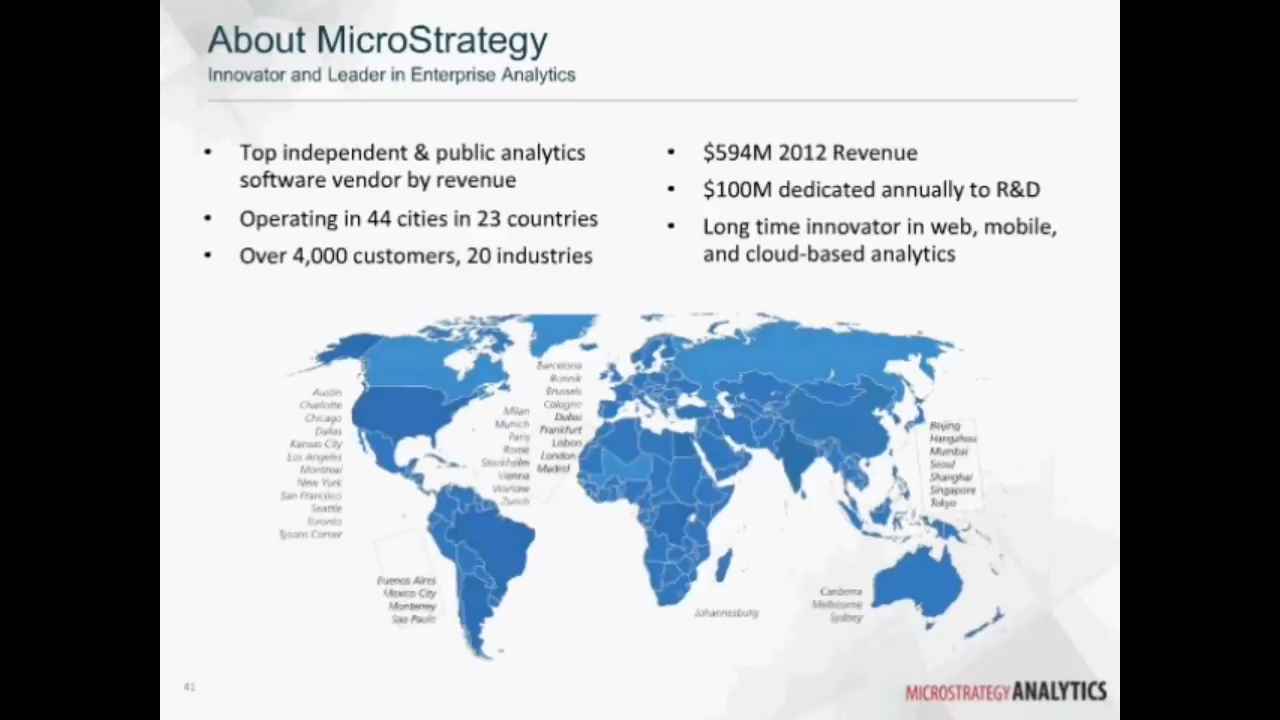 About MicroStrategy
Innovator and Leader in Enterprise Analytics
• Top independent & public analytics
software vendor by revenue
• Operating in 44 cities in 23 countries
• Over 4,000 customers, 20 industries
• $594M 2012 Revenue
• $100M dedicated annually to R&D
• Long time innovator in web, mobile,
and cloud-based analytics
Austin
Charlotte
Chicago
Dallas
Kansas City
Los Angeles
Montreal
New York
San Francisco
Seattle
Toronto
Tysons Corner
Milan
Munich
Paris
Rome
Stockholm
Vienna
Warsaw
Zurich
Barcelona
Bunnik
Brussels
Cologne
Dubai
Frankfurt
Lisbon
London
Madrid
Beijing
Hangzhou
Mumbai
Seoul
Shanghai
Singapore
Tokyo
Buenos Aires
Mexico City
Monterrey
Sao Paulo
Johannesburg
Canberra
Melbourne
Sydney
41
MICROSTRATEGY ANALYTICS